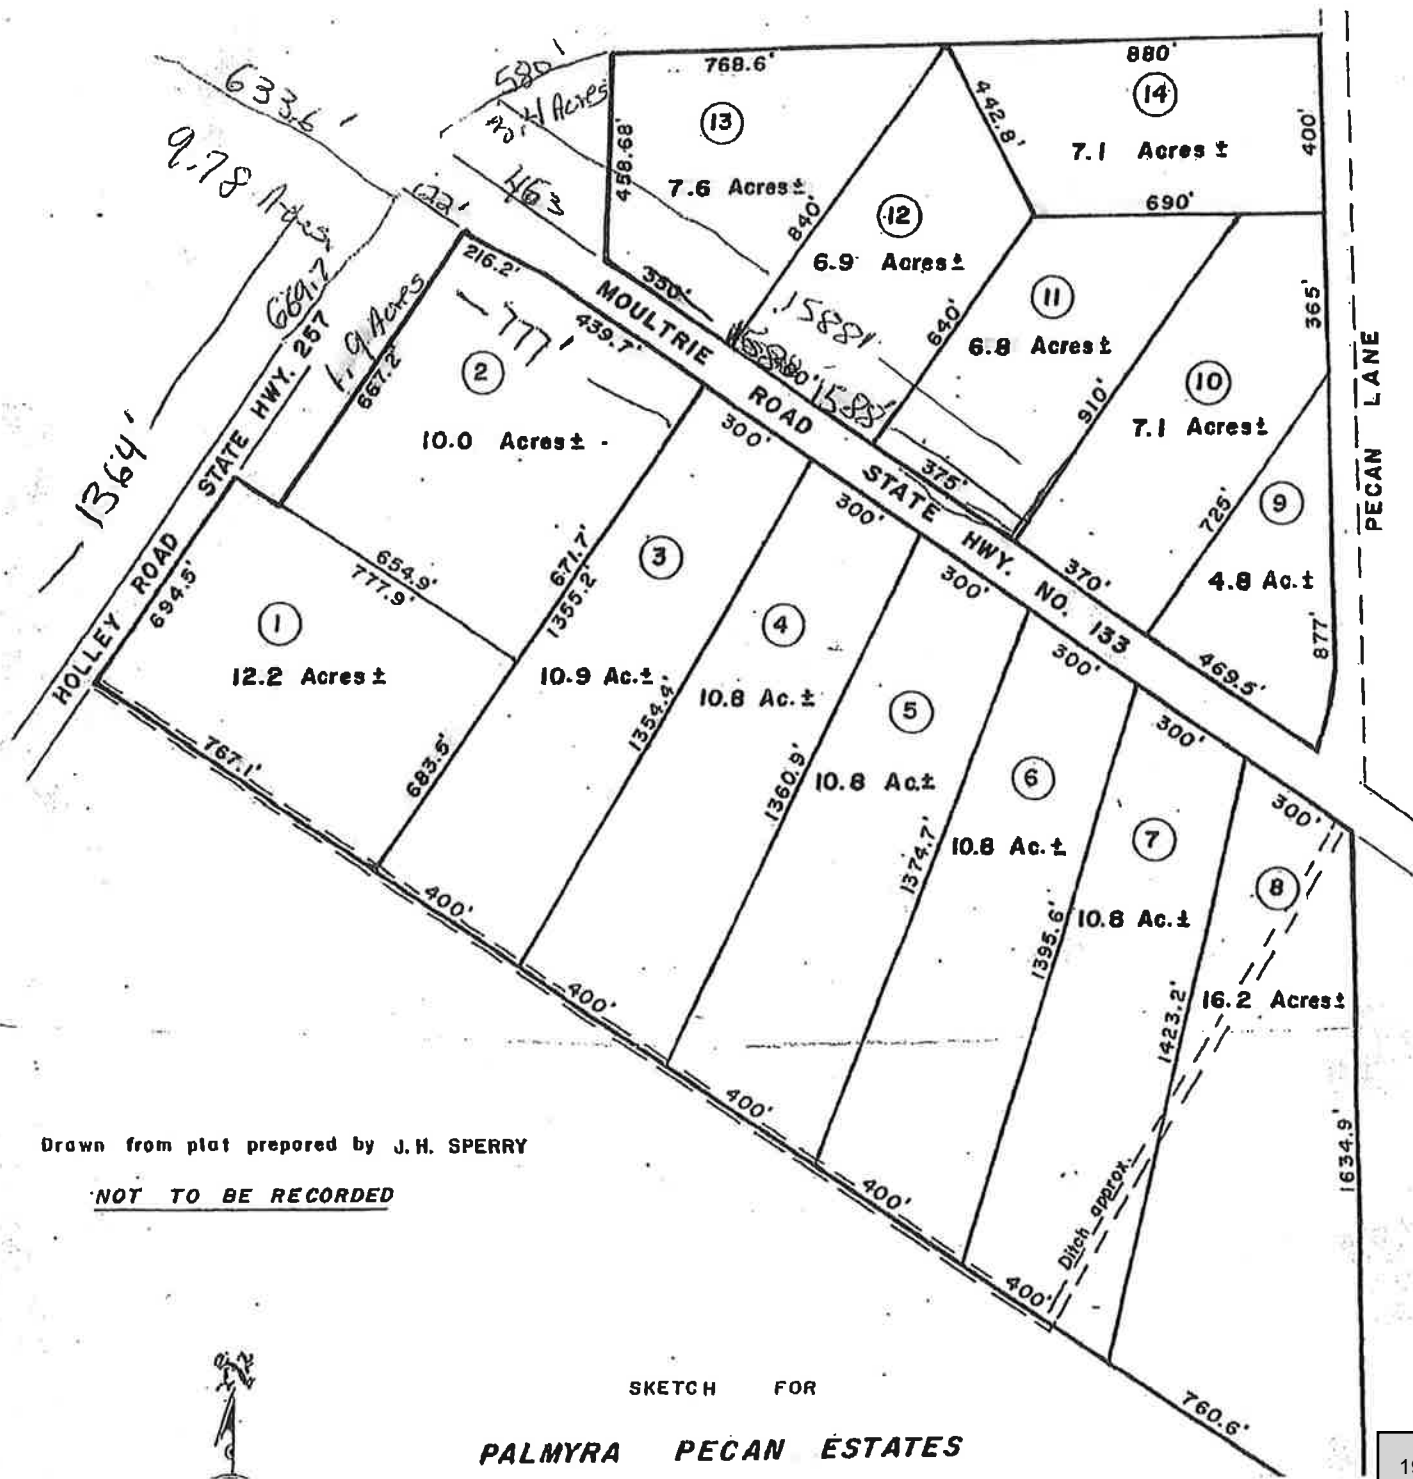 633.6'
9.78 Acres
580'
Acres
463
122'
768.6'
13
458.68'
7.6 Acres±
880'
14
442.8'
7.1 Acres±
400'
690'
840'
12
6.9 Acres±
350'
15881
1588
11
6.8 Acres±
640'
910'
375'
10
7.1 Acres±
365'
725'
9
4.8 Ac.±
877'
370'
469.5'
PECAN LANE
MOULTRIE ROAD STATE HWY. NO. 133
669.7
1364'
HOLLEY ROAD STATE HWY. 257
1.9 Acres
667.2'
216.2'
777'
439.7'
2
10.0 Acres±
694.5'
654.9'
777.9'
1
12.2 Acres±
767.1'
671.7'
1355.2'
683.5'
300'
3
10.9 Ac.±
400'
1354.4'
300'
4
10.8 Ac.±
400'
1360.9'
300'
5
10.8 Ac.±
400'
1374.7'
300'
6
10.8 Ac.±
400'
1395.6'
300'
7
10.8 Ac.±
400'
1423.2'
300'
8
16.2 Acres±
1634.9'
760.6'
Ditch approx.
Drawn from plat prepared by J. H. SPERRY
NOT TO BE RECORDED
SKETCH FOR
PALMYRA PECAN ESTATES